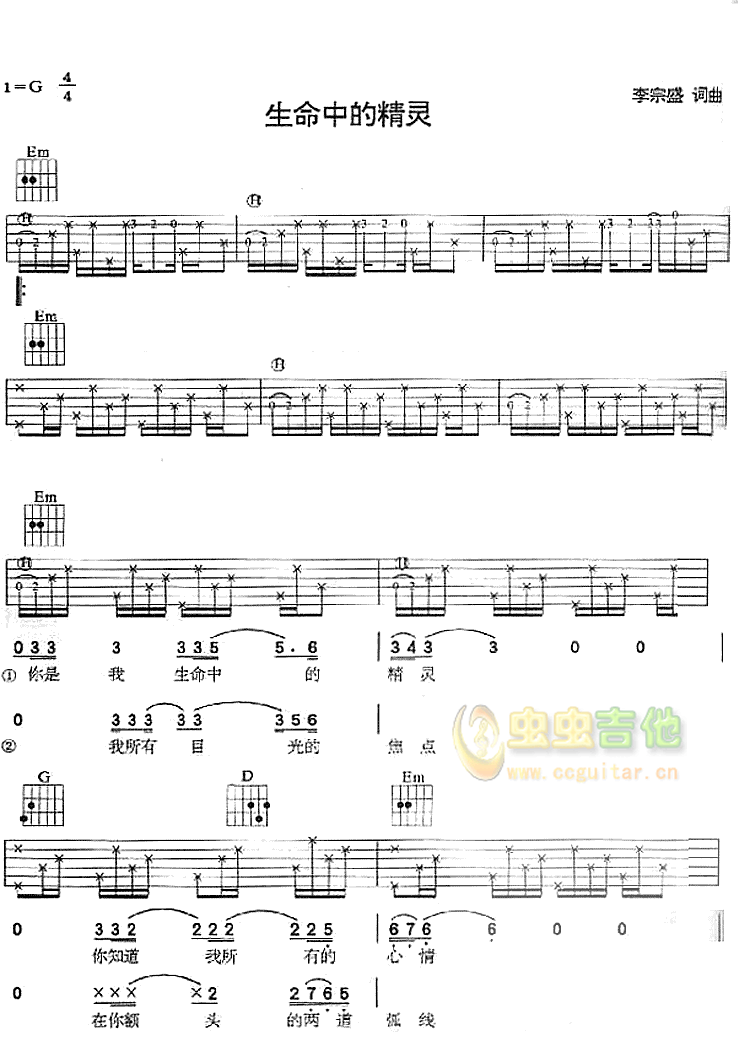 1=G 4/4
生命中的精灵
李宗盛 词曲
Em
H H
0 2 3 2 0 0 2 3 2 0 0 2 3 2 3 3 0
Em
H
0 2 0 2
Em
H H
0 2 0 2
0 3 3 3 3 3 5 5 . 6 3 4 3 3 0 0
① 你是 我 生命中 的 精 灵
0 3 3 3 3 3 3 5 6
② 我所有 目 光的 焦 点
虫虫吉他
www.ccguitar.cn
G D Em
0 3 3 2 2 2 2 2 2 5 6 7 6 6 0 0
你知道 我所 有的 心 情
0 X X X X 2 2 7 6 5
在你额 头 的两道 弧线